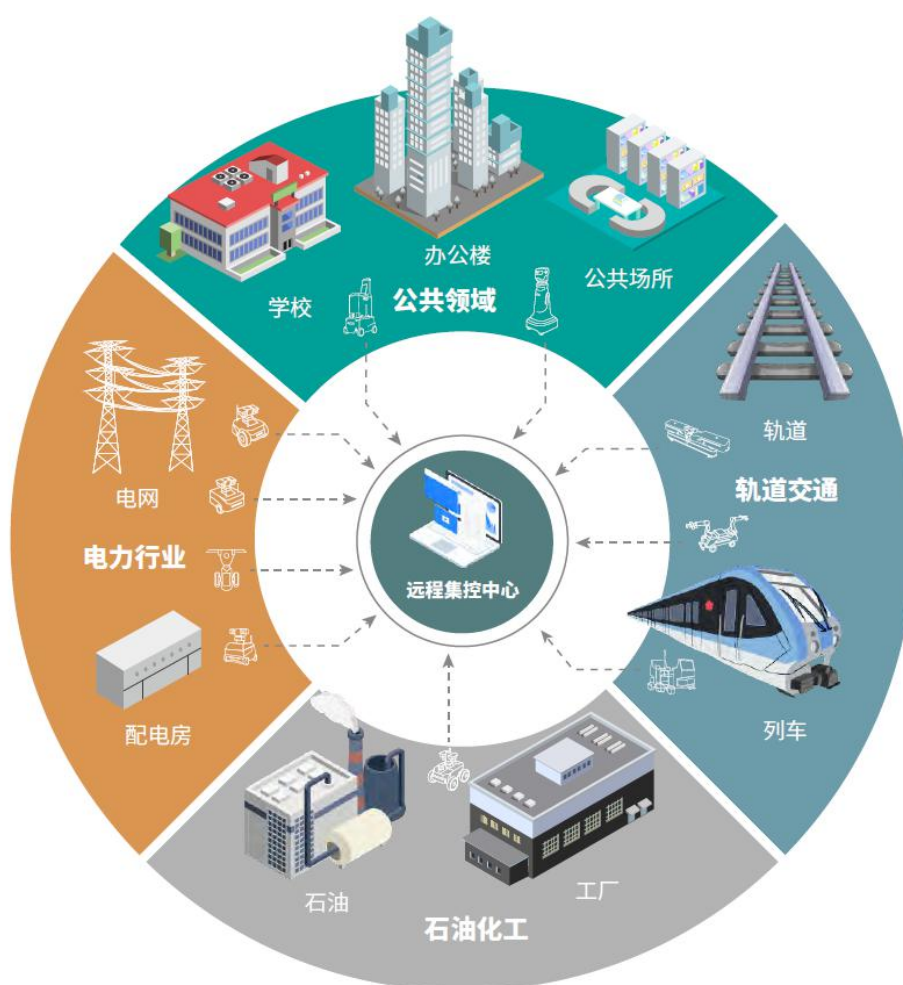 办公楼
公共场所
学校
公共领域
轨道
轨道交通
电网
电力行业
远程集控中心
配电房
列车
石油
工厂
石油化工